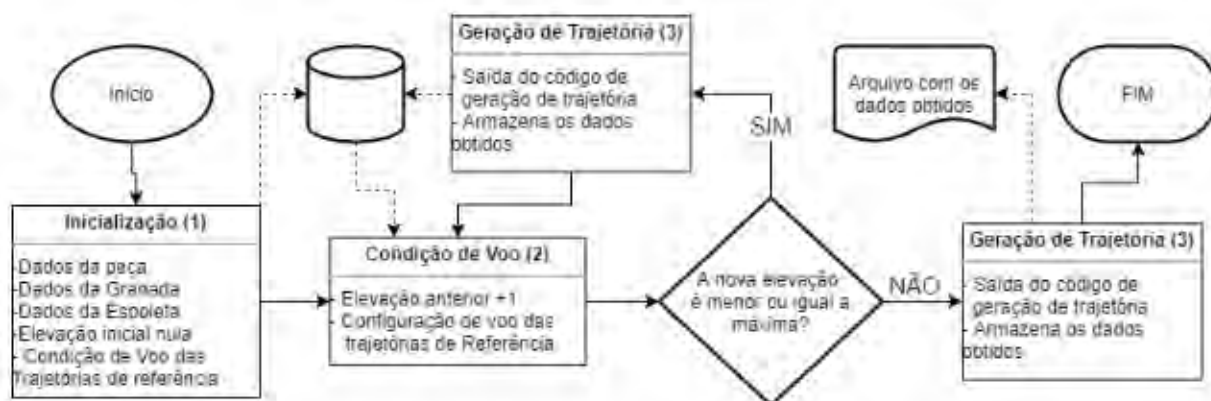 Início
Inicialização (1)
-Dados da peça
-Dados da Granada
-Dados da Espoleta
-Elevação inicial nula
- Condição de Voo das
Trajetórias de referência
Geração de Trajetória (3)
- Saída do código de
geração de trajetória
- Armazena os dados
obtidos
Condição de Voo (2)
- Elevação anterior +1
- Configuração de voo das
trajetórias de Referência
A nova elevação
é menor ou igual a
máxima?
SIM
NÃO
Arquivo com os
dados obtidos
FIM
Geração de Trajetória (3)
- Saída do código de
geração de trajetória
- Armazena os dados
obtidos